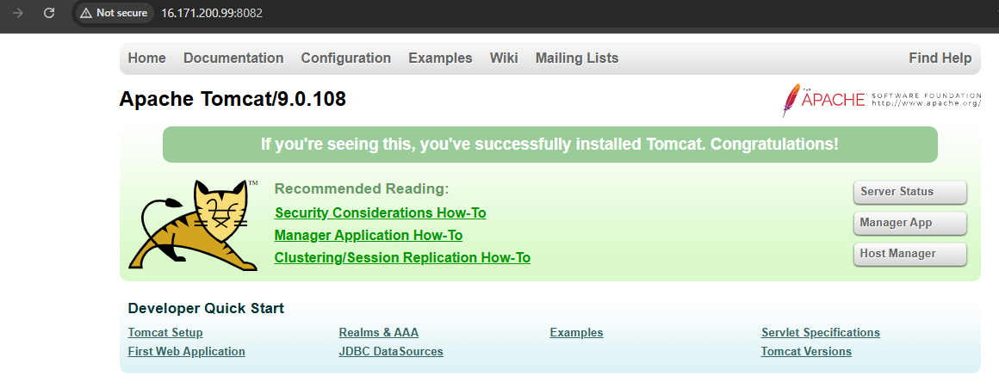 Not secure 16.171.200.99:8082
Home Documentation Configuration Examples Wiki Mailing Lists Find Help
Apache Tomcat/9.0.108
THE APACHE SOFTWARE FOUNDATION
http://www.apache.org/
If you're seeing this, you've successfully installed Tomcat. Congratulations!
TM
Recommended Reading:
Security Considerations How-To
Manager Application How-To
Clustering/Session Replication How-To
Server Status
Manager App
Host Manager
Developer Quick Start
Tomcat Setup Realms & AAA Examples Servlet Specifications
First Web Application JDBC DataSources Tomcat Versions